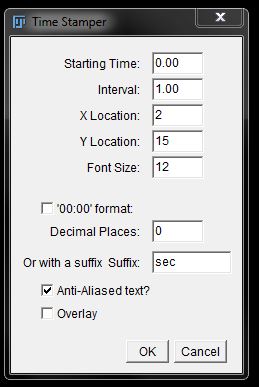 Time Stamper
Starting Time: 0.00
Interval: 1.00
X Location: 2
Y Location: 15
Font Size: 12
'00:00' format:
Decimal Places: 0
Or with a suffix Suffix: sec
Anti-Aliased text?
Overlay
OK Cancel